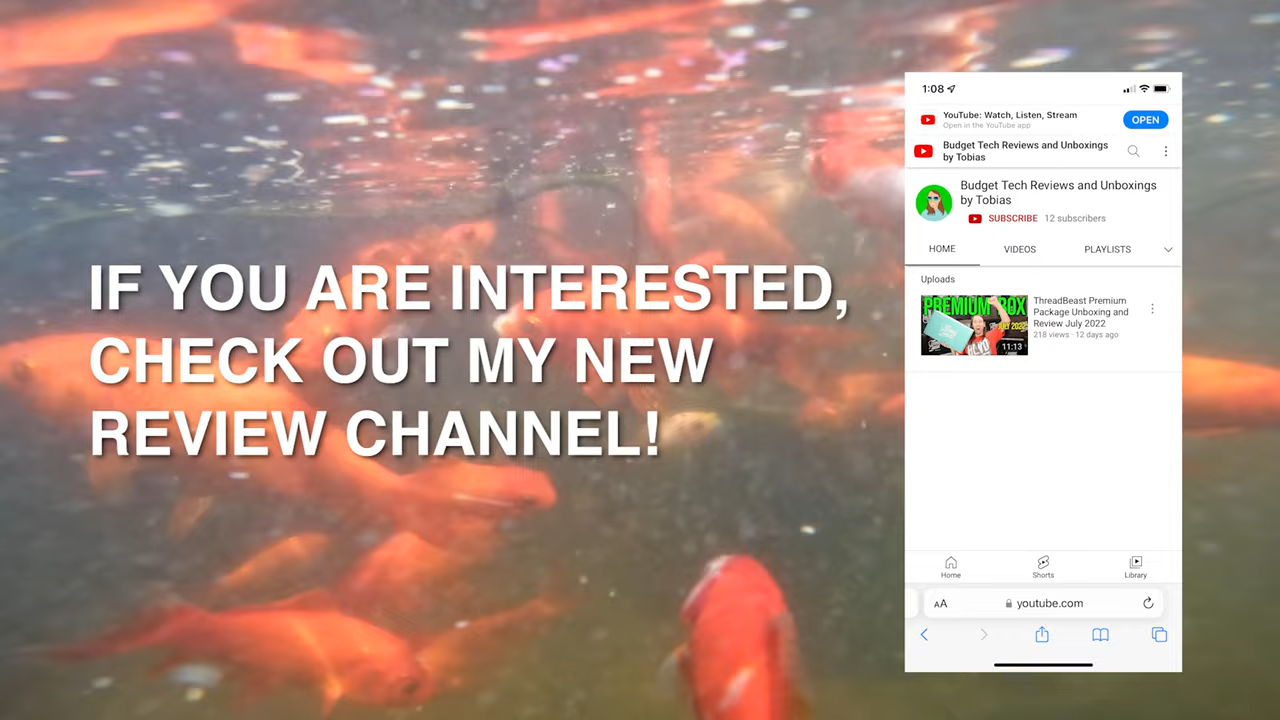 IF YOU ARE INTERESTED,
CHECK OUT MY NEW
REVIEW CHANNEL!
1:08
YouTube: Watch, Listen, Stream
Open in the YouTube app
OPEN
Budget Tech Reviews and Unboxings
by Tobias
Budget Tech Reviews and Unboxings
by Tobias
SUBSCRIBE 12 subscribers
HOME VIDEOS PLAYLISTS
Uploads
PREMIUM BOX
JULY 2022
11:13
ThreadBeast Premium
Package Unboxing and
Review July 2022
218 views · 12 days ago
Home Shorts Library
AA youtube.com